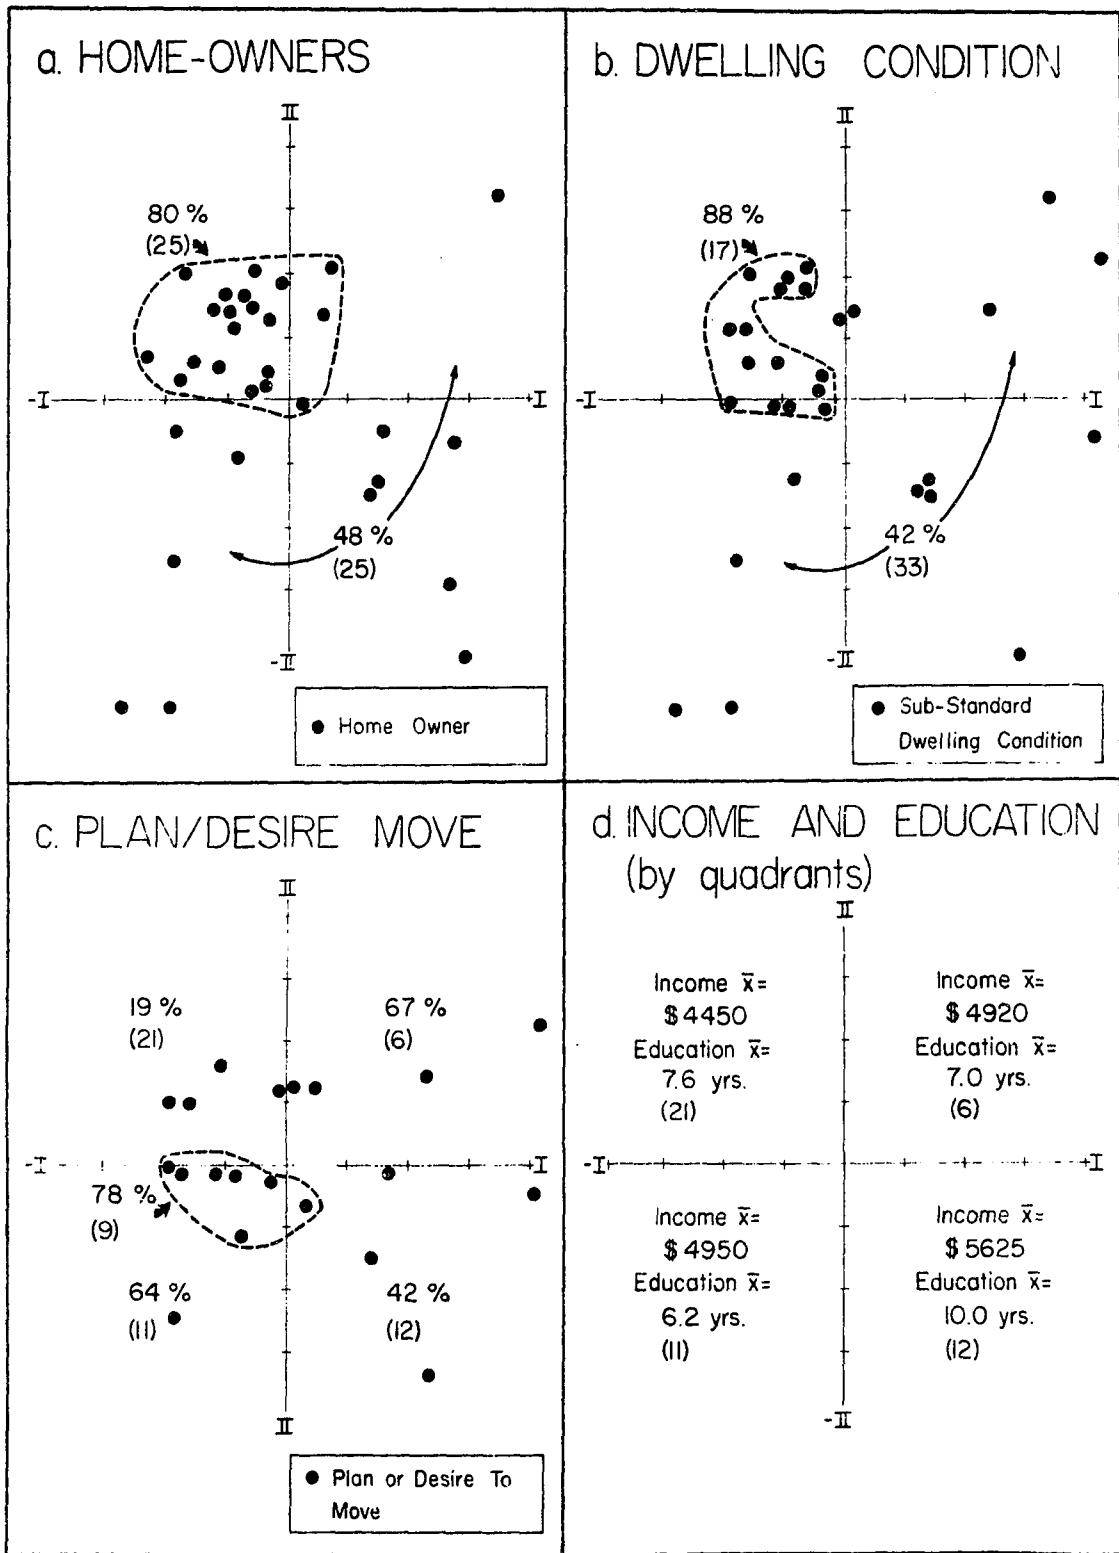 a. HOME-OWNERS
II
80 %
(25)
-I
I
48 %
(25)
-II
● Home Owner
b. DWELLING CONDITION
II
88 %
(17)
-I
I
42 %
(33)
-II
● Sub-Standard
Dwelling Condition
c. PLAN/DESIRE MOVE
II
19 %
(21)
67 %
(6)
-I
I
78 %
(9)
64 %
(11)
42 %
(12)
II
● Plan or Desire To
Move
d. INCOME AND EDUCATION
(by quadrants)
II
Income x̄=
$4450
Education x̄=
7.6 yrs.
(21)
Income x̄=
$4920
Education x̄=
7.0 yrs.
(6)
-I
I
Income x̄=
$4950
Education x̄=
6.2 yrs.
(11)
Income x̄=
$5625
Education x̄=
10.0 yrs.
(12)
-II